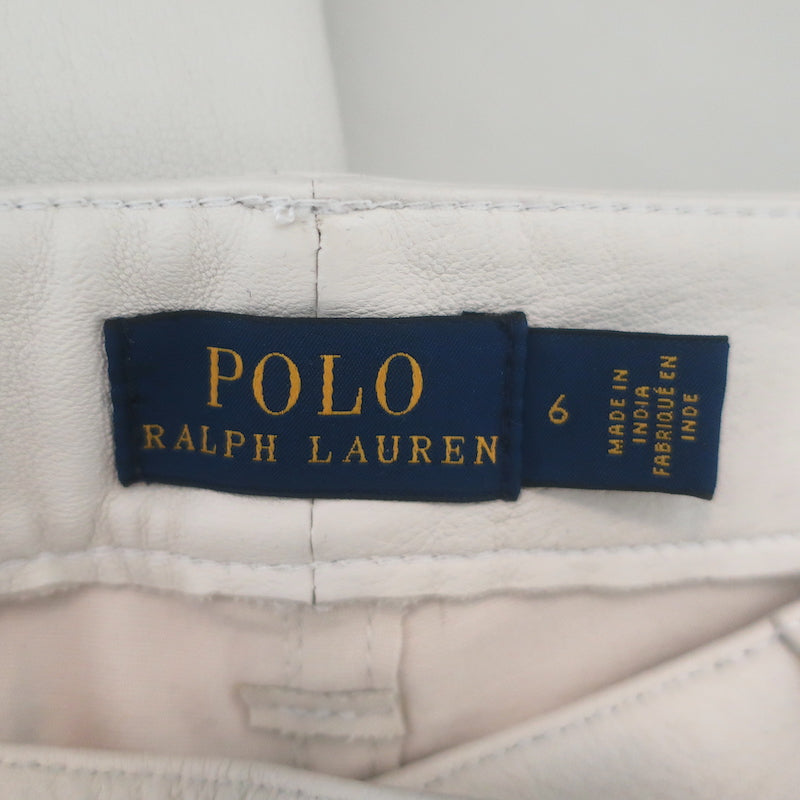 POLO
RALPH LAUREN
6
MADE IN
INDIA
FABRIQUÉ EN
INDE